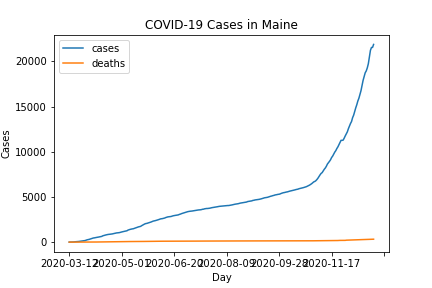 COVID-19 Cases in Maine
cases
deaths
20000
15000
10000
5000
0
Cases
2020-03-12 2020-05-01 2020-06-20 2020-08-09 2020-09-28 2020-11-17
Day